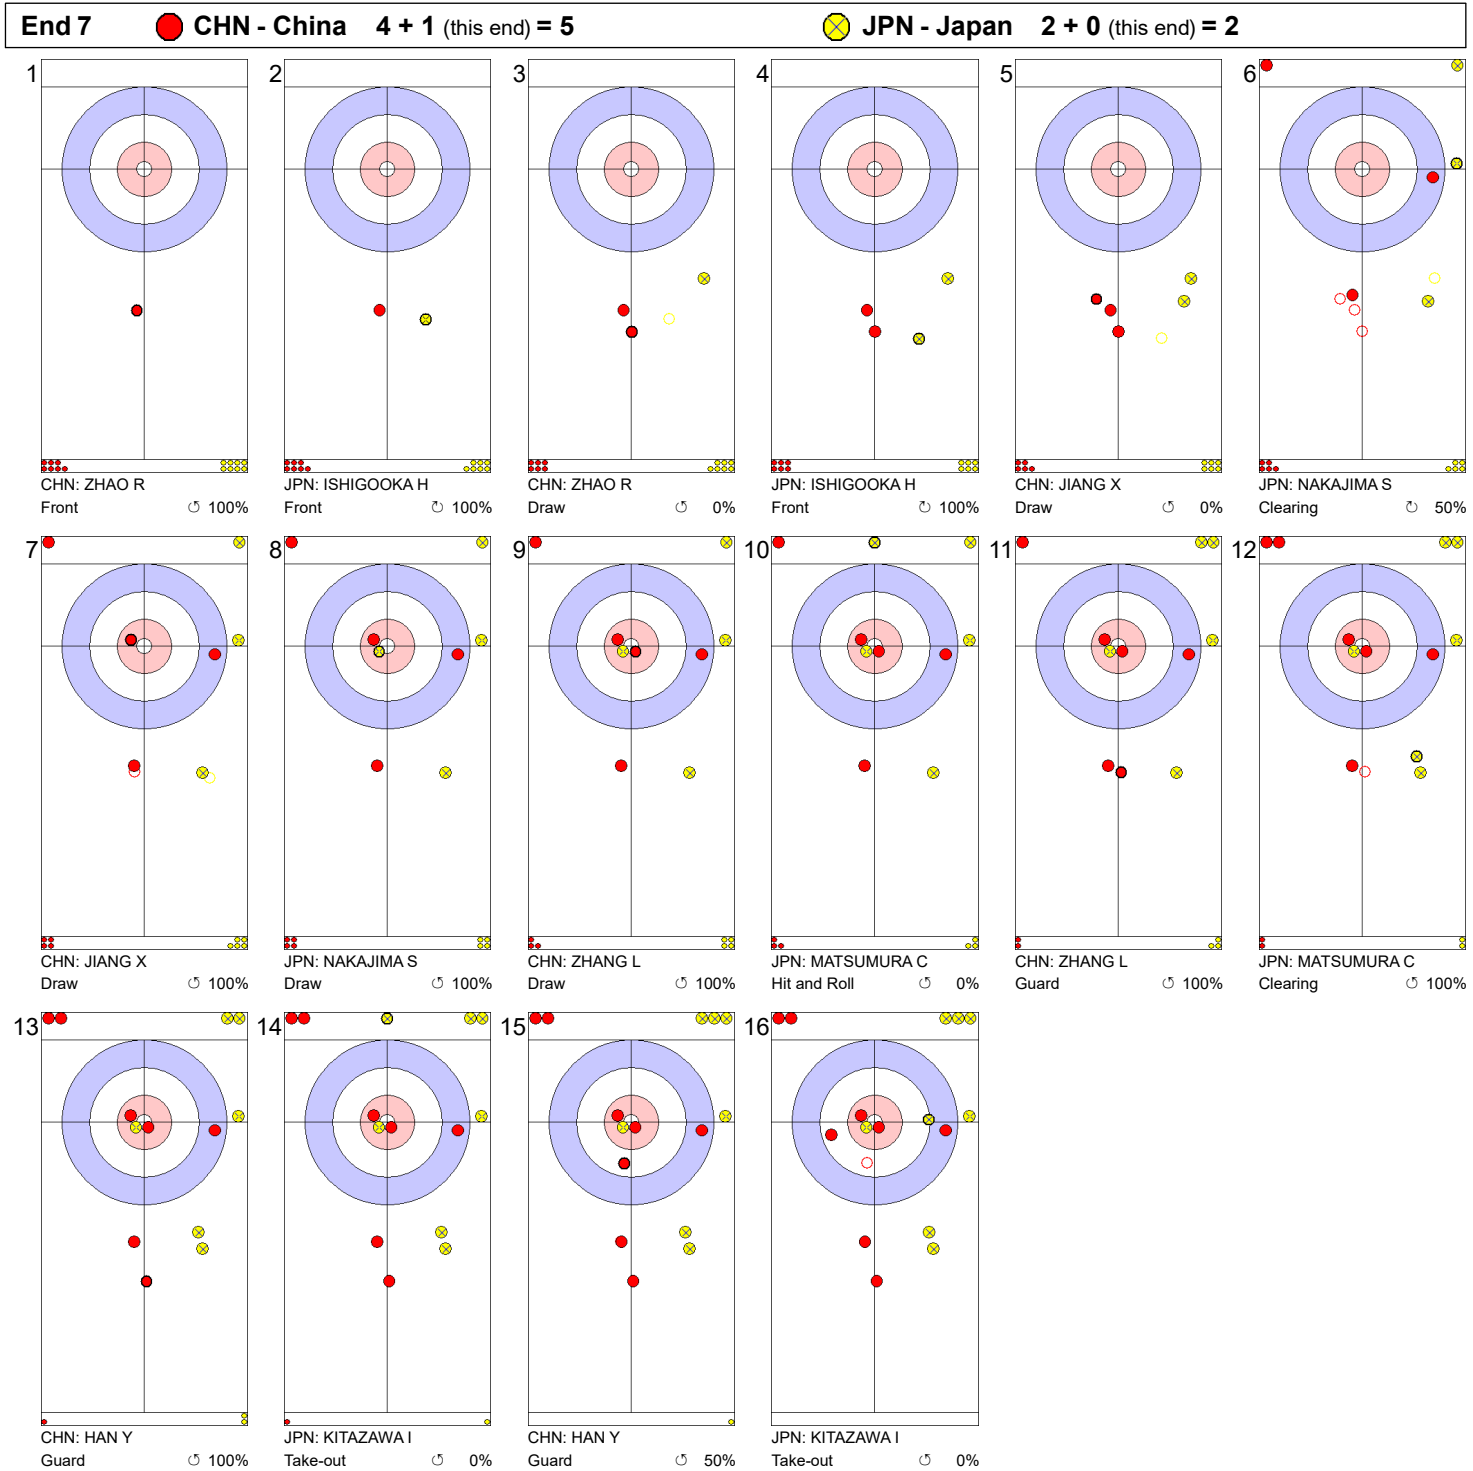 End 7 CHN - China 4 + 1 (this end) = 5 JPN - Japan 2 + 0 (this end) = 2
1 2 3 4 5 6
CHN: ZHAO R JPN: ISHIGOOKA H CHN: ZHAO R JPN: ISHIGOOKA H CHN: JIANG X JPN: NAKAJIMA S
Front ↺ 100% Front ↻ 100% Draw ↺ 0% Front ↻ 100% Draw ↺ 0% Clearing ↻ 50%
7 8 9 10 11 12
CHN: JIANG X JPN: NAKAJIMA S CHN: ZHANG L JPN: MATSUMURA C CHN: ZHANG L JPN: MATSUMURA C
Draw ↺ 100% Draw ↺ 100% Draw ↺ 100% Hit and Roll ↺ 0% Guard ↺ 100% Clearing ↺ 100%
13 14 15 16
CHN: HAN Y JPN: KITAZAWA I CHN: HAN Y JPN: KITAZAWA I
Guard ↺ 100% Take-out ↺ 0% Guard ↺ 50% Take-out ↺ 0%